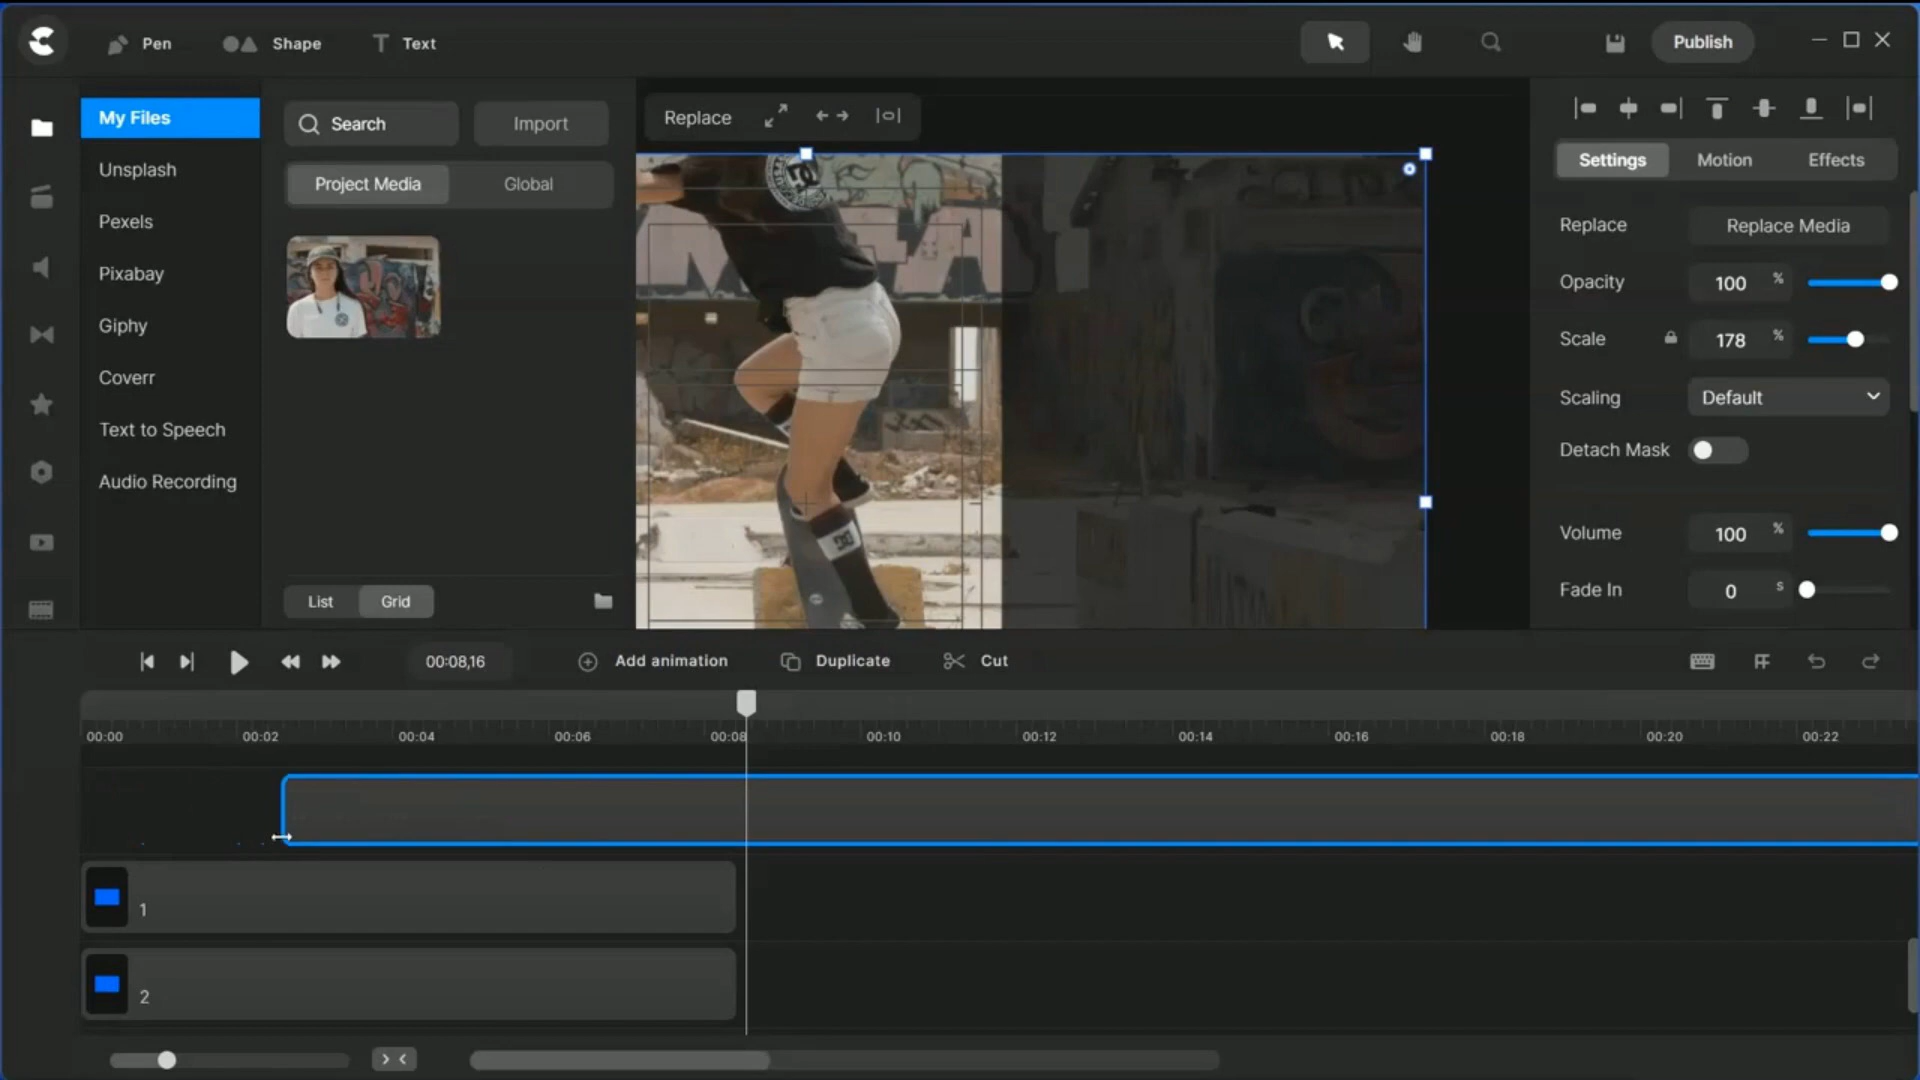 Pen
Shape
Text
Publish
My Files
Unsplash
Pexels
Pixabay
Giphy
Coverr
Text to Speech
Audio Recording
Search
Import
Project Media
Global
List
Grid
Replace
Settings
Motion
Effects
Replace
Replace Media
Opacity
100 %
Scale
178 %
Scaling
Default
Detach Mask
Volume
100 %
Fade In
0 s
00:08,16
Add animation
Duplicate
Cut
00:00 00:02 00:04 00:06 00:08 00:10 00:12 00:14 00:16 00:18 00:20 00:22
1
2